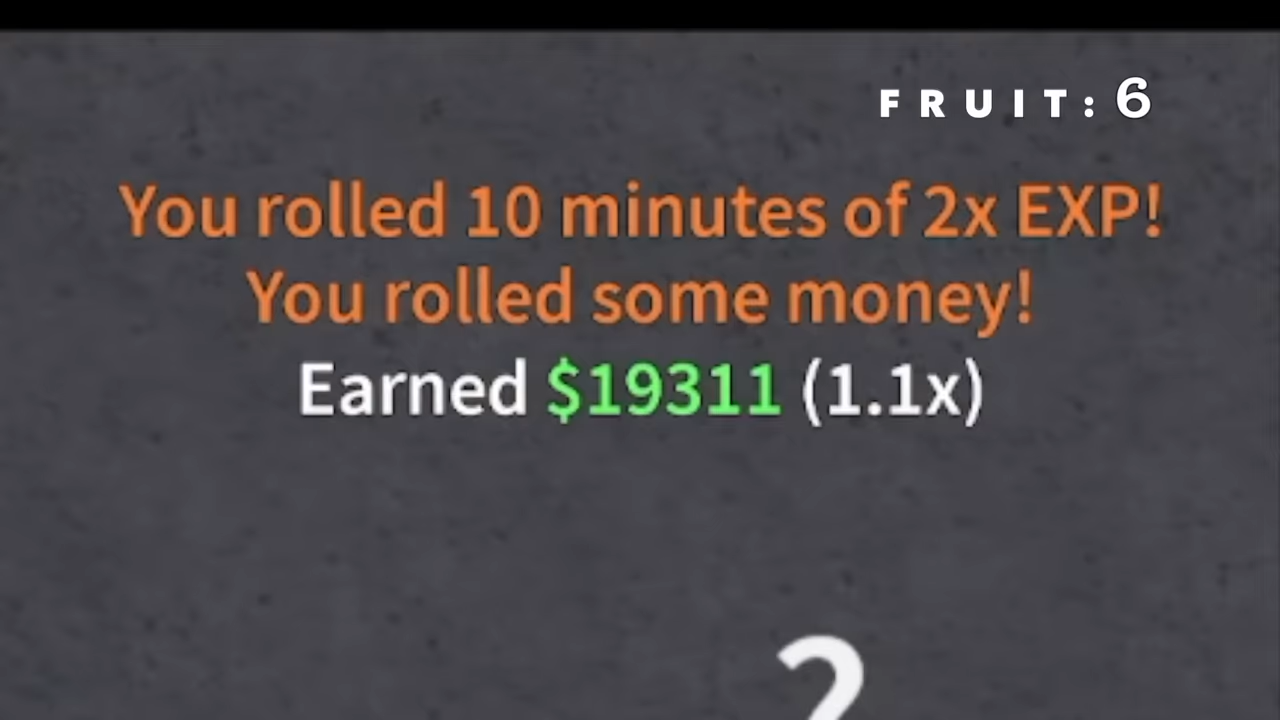 FRUIT: 6
You rolled 10 minutes of 2x EXP!
You rolled some money!
Earned $19311 (1.1x)
?